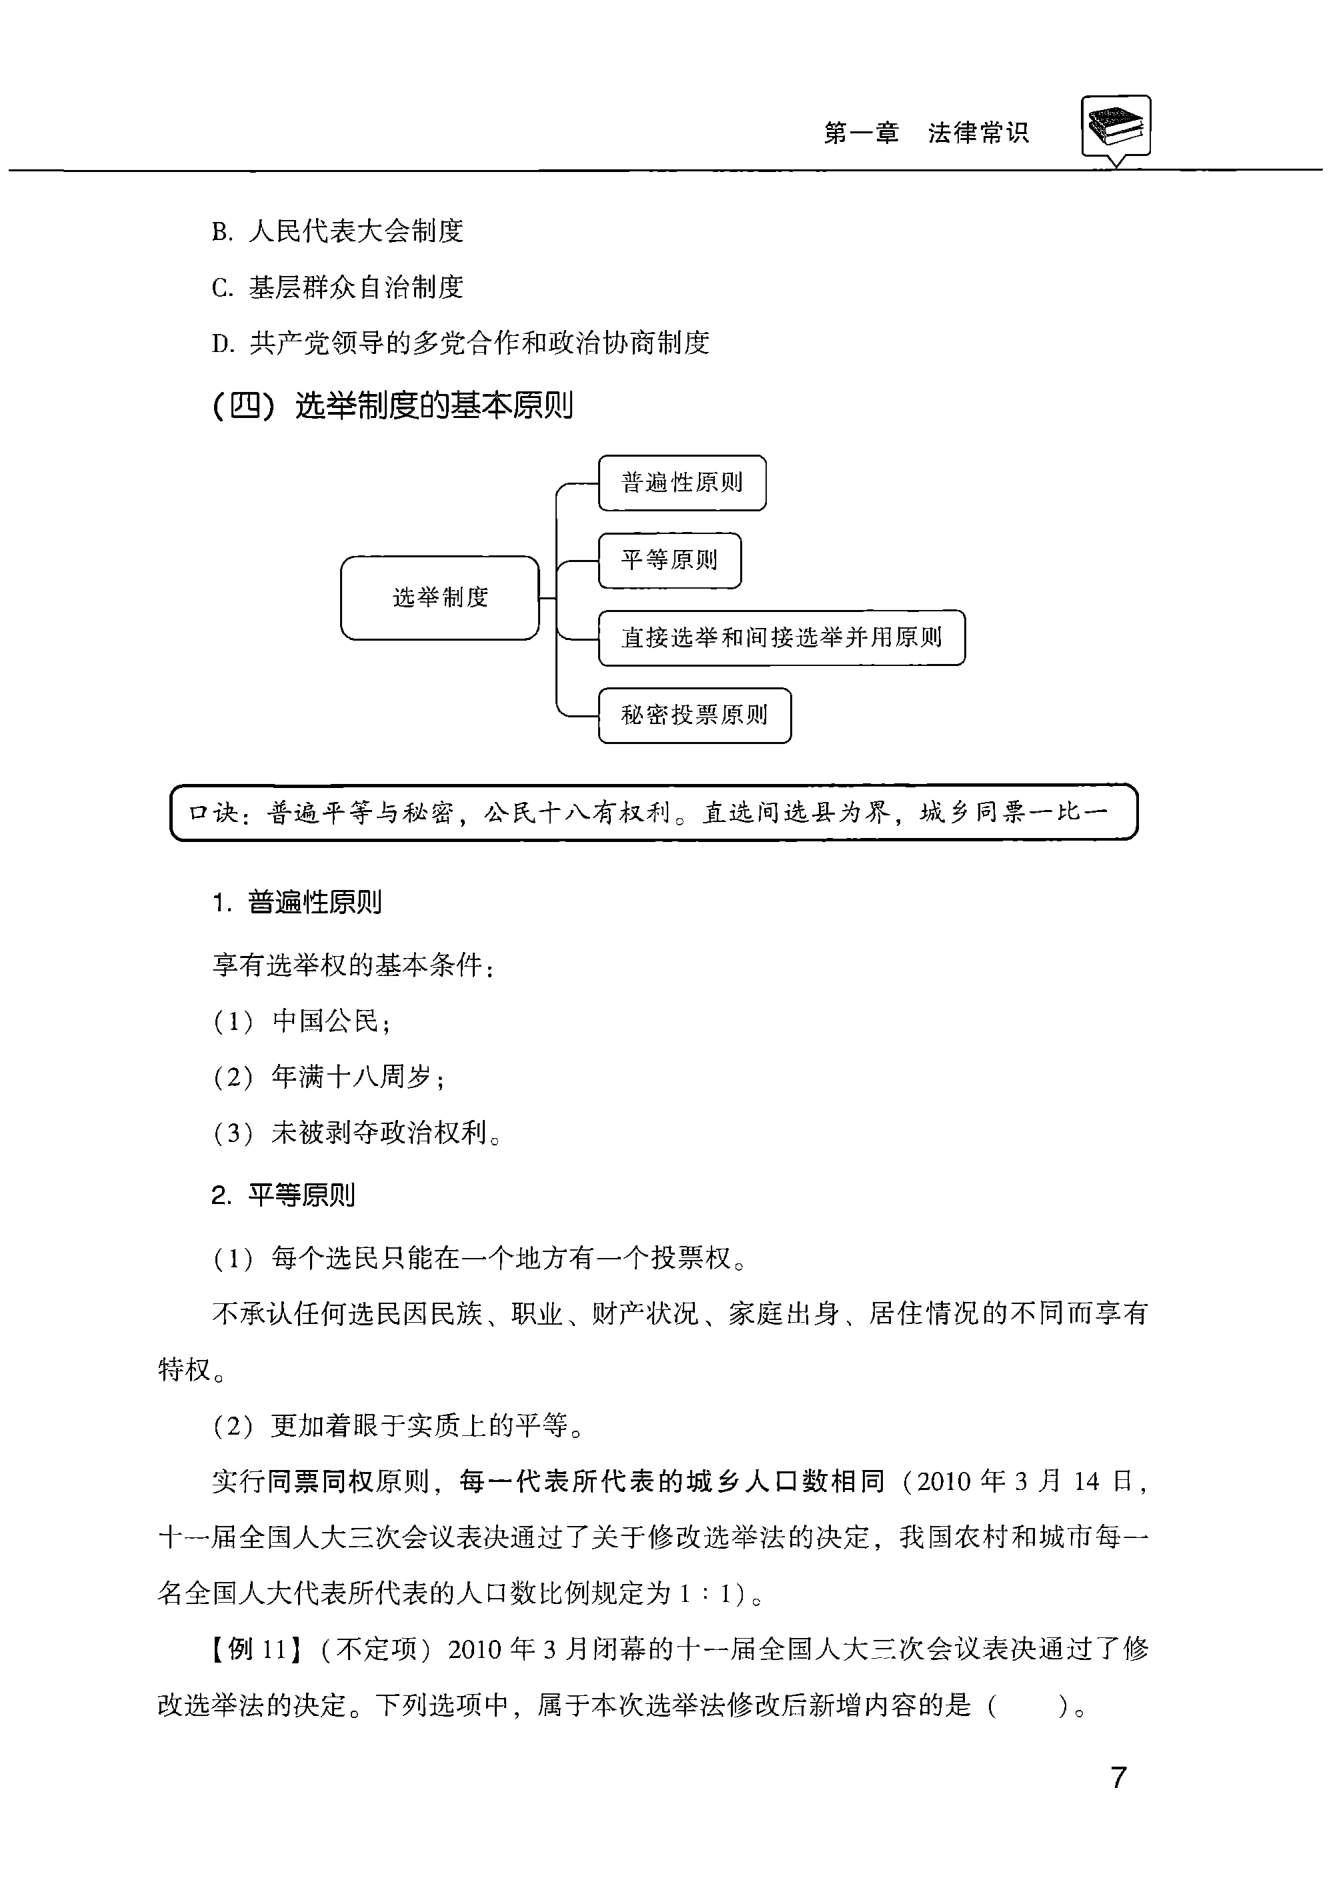 第一章 法律常识
B. 人民代表大会制度
C. 基层群众自治制度
D. 共产党领导的多党合作和政治协商制度
(四) 选举制度的基本原则
普遍性原则
平等原则
选举制度
直接选举和间接选举并用原则
秘密投票原则
口诀：普遍平等与秘密，公民十八有权利。直选间选县为界，城乡同票一比一
1. 普遍性原则
享有选举权的基本条件：
(1) 中国公民；
(2) 年满十八周岁；
(3) 未被剥夺政治权利。
2. 平等原则
(1) 每个选民只能在一个地方有一个投票权。
不承认任何选民因民族、职业、财产状况、家庭出身、居住情况的不同而享有
特权。
(2) 更加着眼于实质上的平等。
实行同票同权原则，每一代表所代表的城乡人口数相同 (2010 年 3 月 14 日，
十一届全国人大三次会议表决通过了关于修改选举法的决定，我国农村和城市每一
名全国人大代表所代表的人口数比例规定为 1：1)。
【例 11】(不定项) 2010 年 3 月闭幕的十一届全国人大三次会议表决通过了修
改选举法的决定。下列选项中，属于本次选举法修改后新增内容的是 (    )。
7